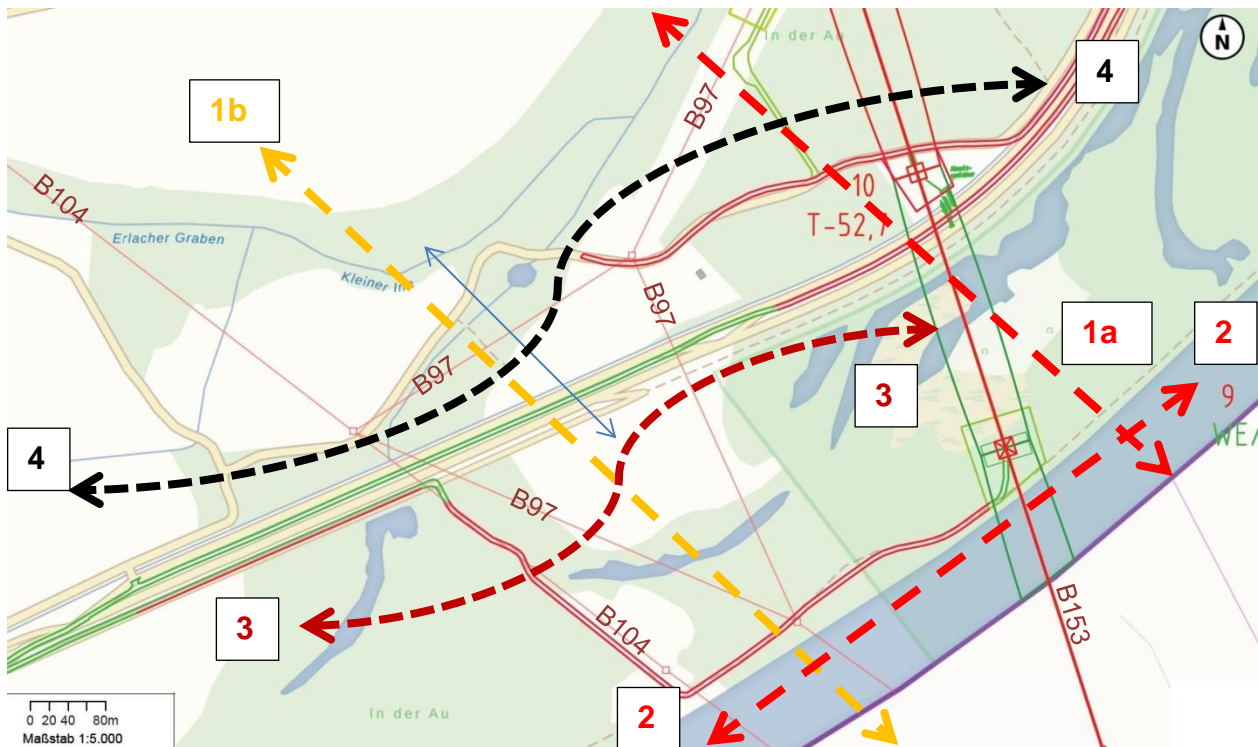 In der Au
N
4
1b
B97
B104
10
T-52,7
Erlacher Graben
Kleiner Inn
B97
B97
1a
2
3
9
WEA
4
B97
3
B104
B153
2
In der Au
0 20 40 80m
Maßstab 1:5.000